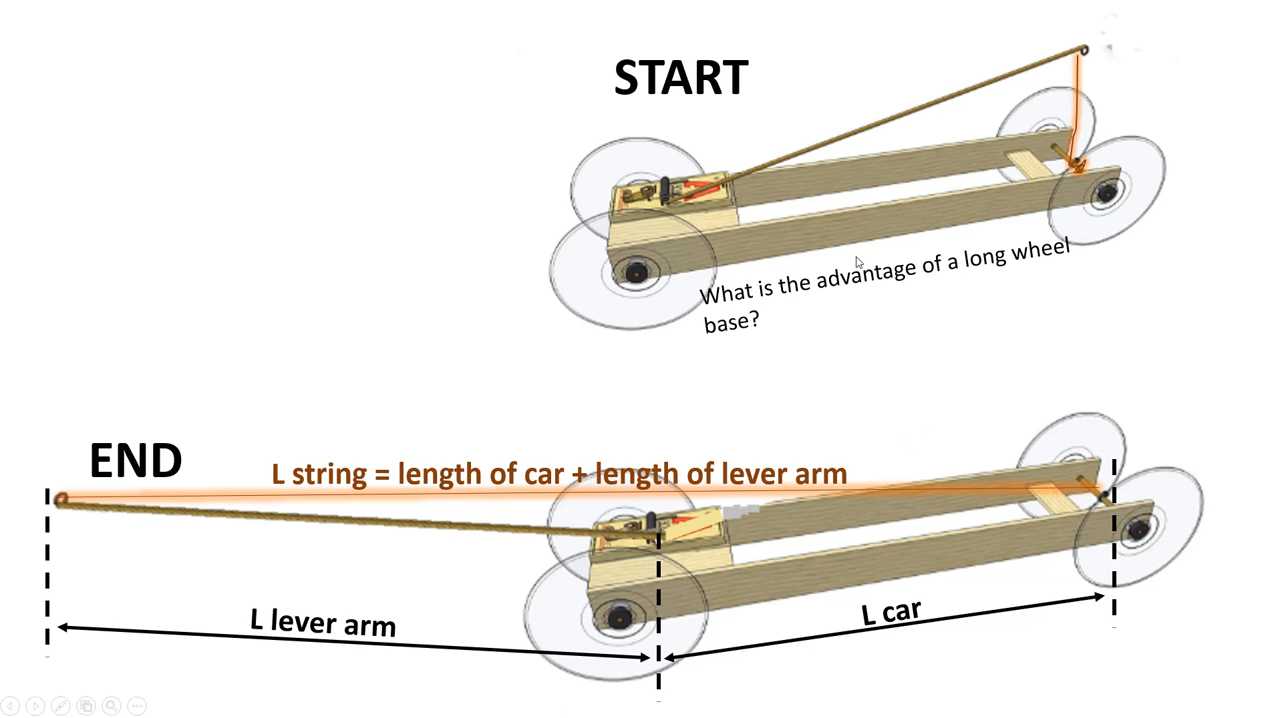 START
What is the advantage of a long wheel
base?
END
L string = length of car + length of lever arm
L lever arm
L car